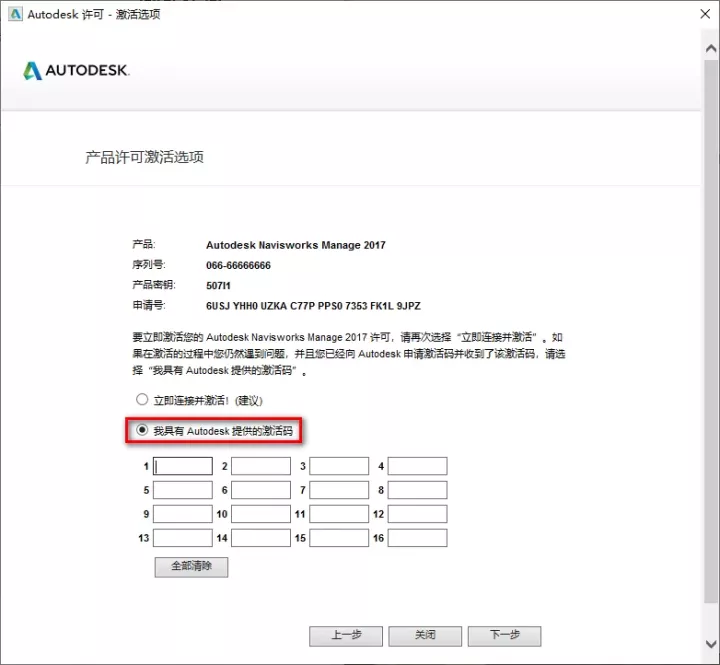 Autodesk 许可 - 激活选项
AUTODESK.
产品许可激活选项
产品: Autodesk Navisworks Manage 2017
序列号: 066-66666666
产品密钥: 507I1
申请号: 6USJ YHH0 UZKA C77P PPS0 7353 FK1L 9JPZ
要立即激活您的 Autodesk Navisworks Manage 2017 许可，请再次选择“立即连接并激活”。如
果在激活的过程中您仍然遇到问题，并且您已经向 Autodesk 申请激活码并收到了该激活码，请选
择“我具有 Autodesk 提供的激活码”。
立即连接并激活! (建议)
我具有 Autodesk 提供的激活码
1 2 3 4
5 6 7 8
9 10 11 12
13 14 15 16
全部清除
上一步 关闭 下一步